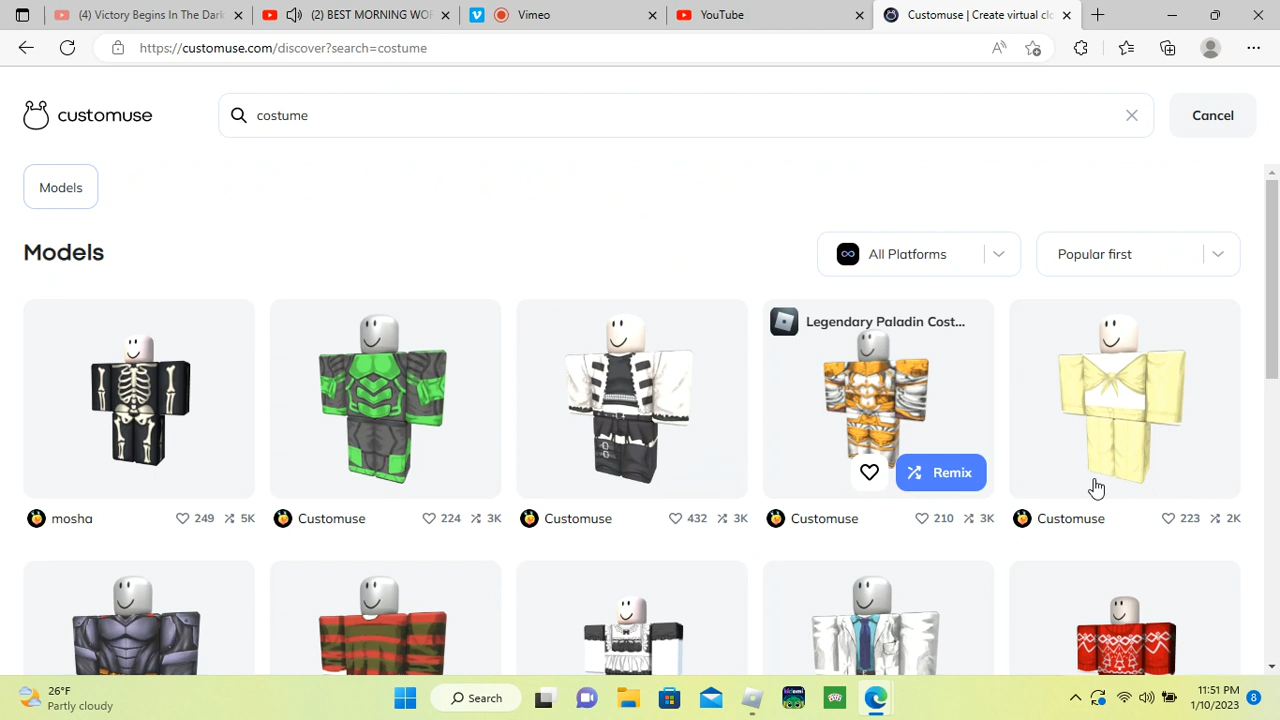 (4) Victory Begins In The Dark
(2) BEST MORNING WOR
Vimeo
YouTube
Customuse | Create virtual clo
https://customuse.com/discover?search=costume
customuse
costume
Cancel
Models
Models
All Platforms
Popular first
Legendary Paladin Cost...
Remix
mosha 249 5K
Customuse 224 3K
Customuse 432 3K
Customuse 210 3K
Customuse 223 2K
26°F
Partly cloudy
Search
11:51 PM
1/10/2023
8